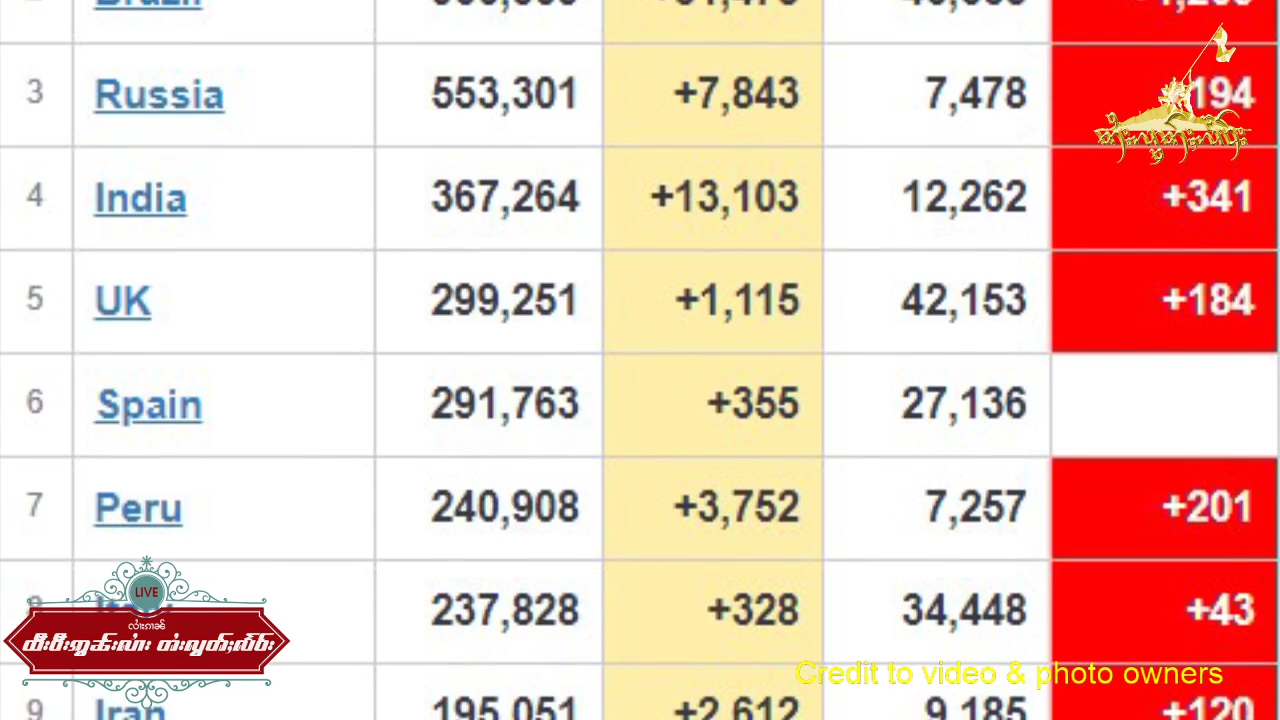 3 Russia 553,301 +7,843 7,478 194
4 India 367,264 +13,103 12,262 +341
5 UK 299,251 +1,115 42,153 +184
6 Spain 291,763 +355 27,136
7 Peru 240,908 +3,752 7,257 +201
237,828 +328 34,448 +43
9 Iran 195,051 +2,612 9,185 +120
LIVE
Credit to video & photo owners